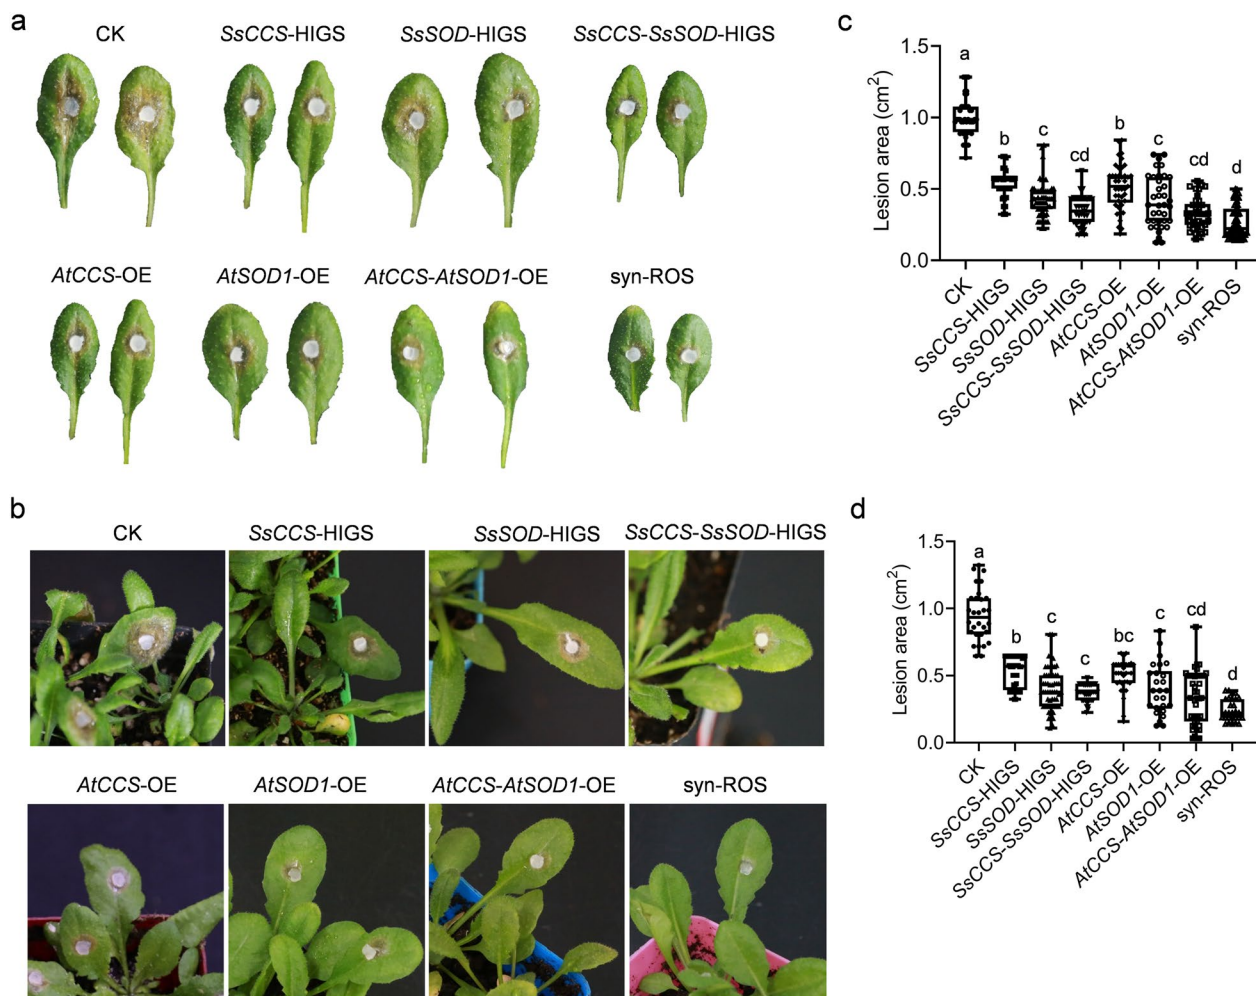 a
CK
SsCCS-HIGS
SsSOD-HIGS
SsCCS-SsSOD-HIGS
AtCCS-OE
AtSOD1-OE
AtCCS-AtSOD1-OE
syn-ROS
b
CK
SsCCS-HIGS
SsSOD-HIGS
SsCCS-SsSOD-HIGS
AtCCS-OE
AtSOD1-OE
AtCCS-AtSOD1-OE
syn-ROS
c
Lesion area (cm²)
1.5
1.0
0.5
0.0
a
b
c
cd
b
c
cd
d
CK
SsCCS-HIGS
SsSOD-HIGS
SsCCS-SsSOD-HIGS
AtCCS-OE
AtSOD1-OE
AtCCS-AtSOD1-OE
syn-ROS
d
Lesion area (cm²)
1.5
1.0
0.5
0.0
a
b
c
c
bc
c
cd
d
CK
SsCCS-HIGS
SsSOD-HIGS
SsCCS-SsSOD-HIGS
AtCCS-OE
AtSOD1-OE
AtCCS-AtSOD1-OE
syn-ROS